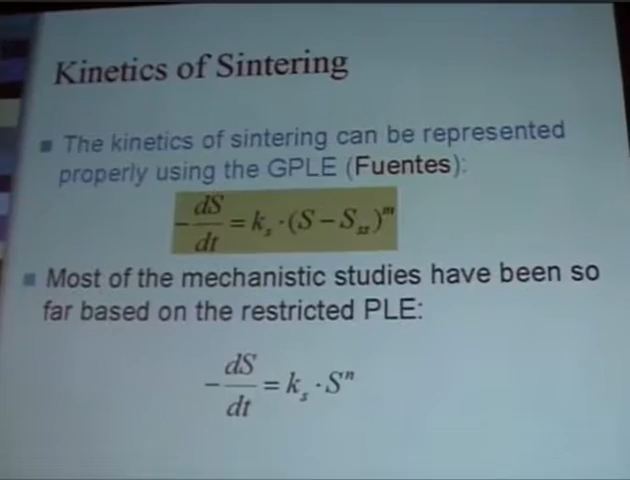 Kinetics of Sintering
The kinetics of sintering can be represented
properly using the GPLE (Fuentes):
-dS/dt = k_s · (S - S_ss)^m
Most of the mechanistic studies have been so
far based on the restricted PLE:
-dS/dt = k_s · S^n